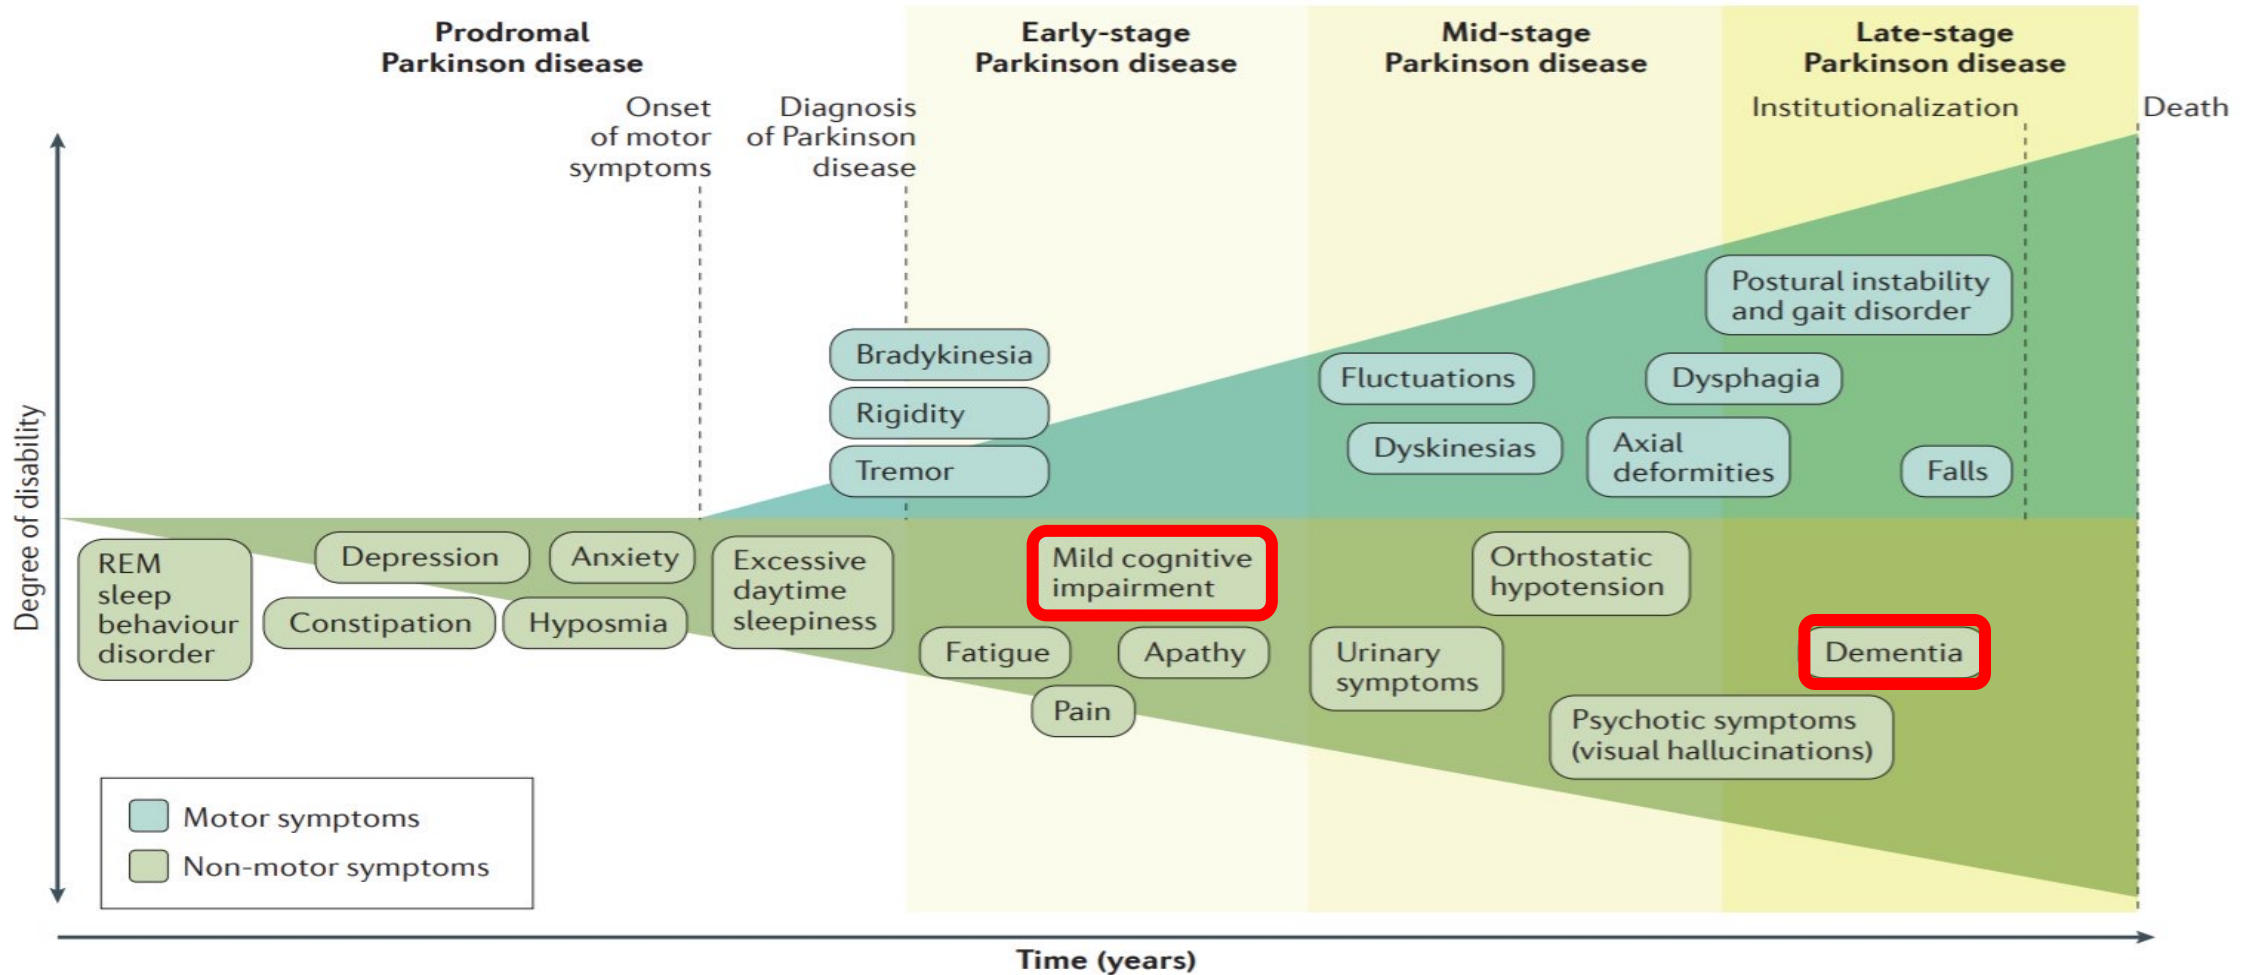 Prodromal
Parkinson disease
Early-stage
Parkinson disease
Mid-stage
Parkinson disease
Late-stage
Parkinson disease
Onset
of motor
symptoms
Diagnosis
of Parkinson
disease
Institutionalization
Death
Degree of disability
Bradykinesia
Rigidity
Tremor
Fluctuations
Dyskinesias
Postural instability
and gait disorder
Dysphagia
Axial
deformities
Falls
REM
sleep
behaviour
disorder
Depression
Constipation
Anxiety
Hyposmia
Excessive
daytime
sleepiness
Mild cognitive
impairment
Fatigue
Apathy
Pain
Orthostatic
hypotension
Urinary
symptoms
Dementia
Psychotic symptoms
(visual hallucinations)
Motor symptoms
Non-motor symptoms
Time (years)